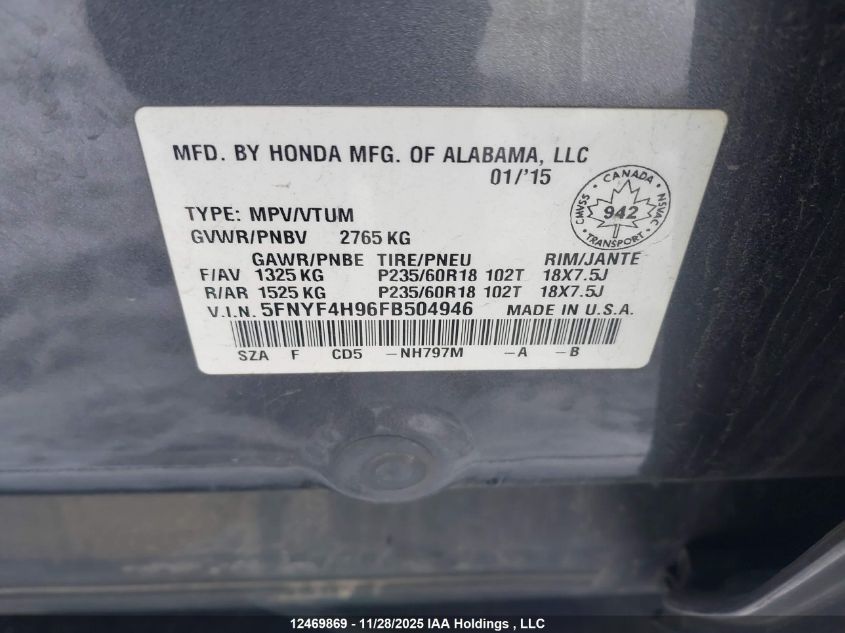 MFD. BY HONDA MFG. OF ALABAMA, LLC
01/'15
CANADA
CMVSS 942 NSVAC
TRANSPORT
TYPE: MPV/VTUM
GVWR/PNBV 2765 KG
GAWR/PNBE TIRE/PNEU RIM/JANTE
F/AV 1325 KG P235/60R18 102T 18X7.5J
R/AR 1525 KG P235/60R18 102T 18X7.5J
V.I.N. 5FNYF4H96FB504946 MADE IN U.S.A.
SZA F CD5 -NH797M -A -B
12469869 - 11/28/2025 IAA Holdings , LLC